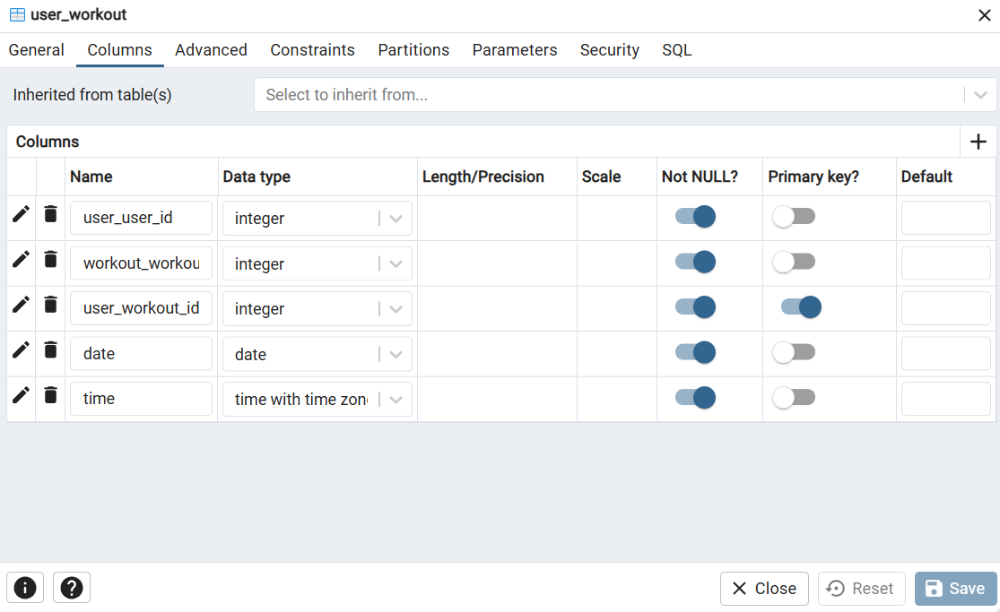 user_workout
General Columns Advanced Constraints Partitions Parameters Security SQL
Inherited from table(s) Select to inherit from...
Columns
Name Data type Length/Precision Scale Not NULL? Primary key? Default
user_user_id integer
workout_workou integer
user_workout_id integer
date date
time time with time zon
Close Reset Save